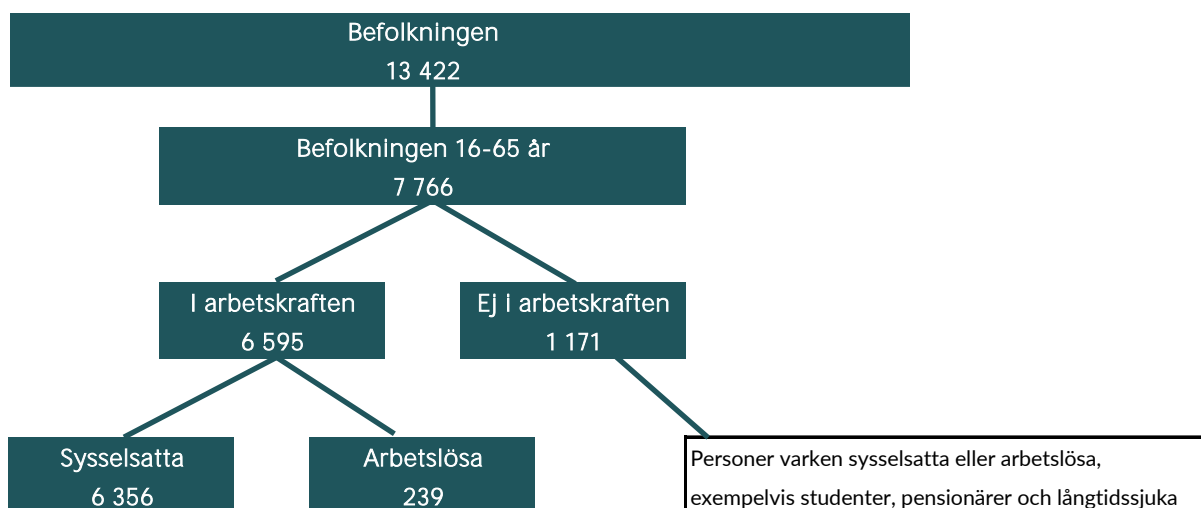 Befolkningen
13 422
Befolkningen 16-65 år
7 766
I arbetskraften
6 595
Ej i arbetskraften
1 171
Sysselsatta
6 356
Arbetslösa
239
Personer varken sysselsatta eller arbetslösa,
exempelvis studenter, pensionärer och långtidssjuka